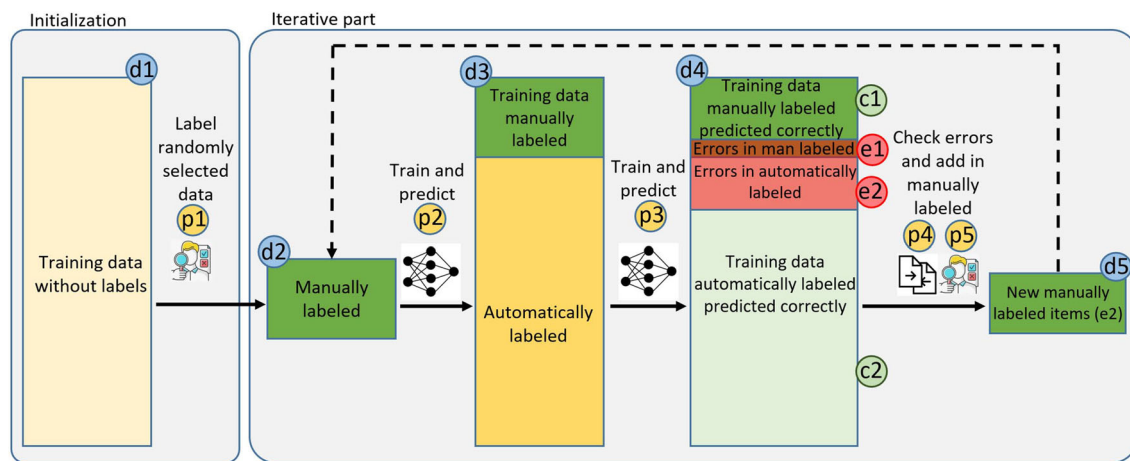 Initialization
Iterative part
d1
Label
randomly
selected
data
p1
Training data
without labels
d2
Manually
labeled
Train and
predict
p2
d3
Training data
manually
labeled
Automatically
labeled
Train and
predict
p3
d4
Training data
manually labeled
predicted correctly
c1
Errors in man labeled
e1
Errors in automatically
labeled
e2
Training data
automatically labeled
predicted correctly
c2
Check errors
and add in
manually
labeled
p4
p5
d5
New manually
labeled items (e2)